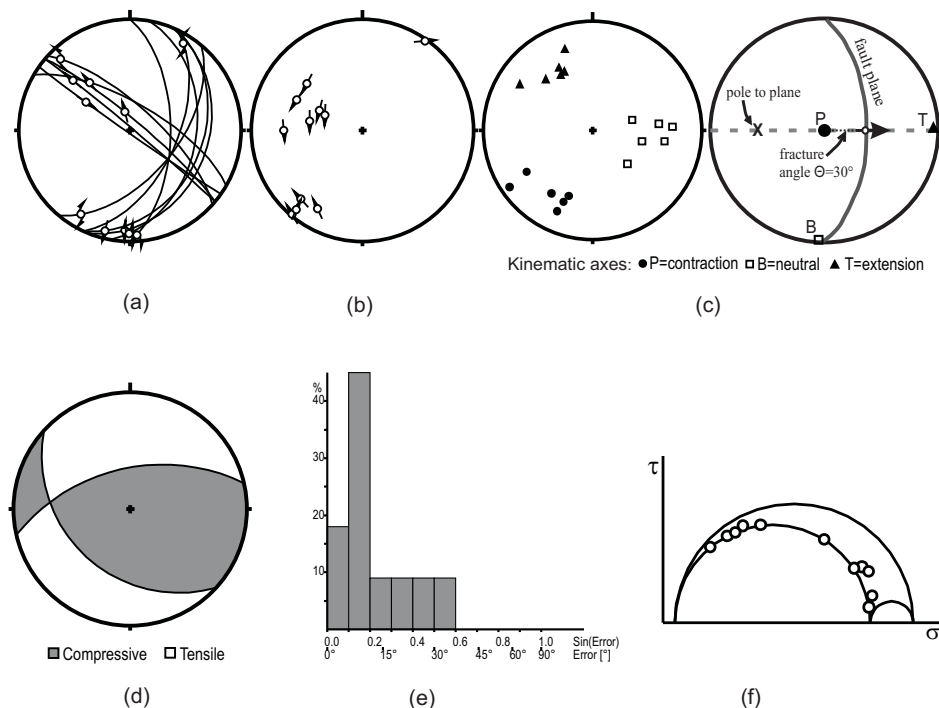 fault plane
pole to plane
P
T
fracture
angle Θ=30°
B
Kinematic axes: P=contraction B=neutral T=extension
(a)
(b)
(c)
%
40
30
20
10
0.0 0.2 0.4 0.6 0.8 1.0 Sin(Error)
0° 15° 30° 45° 60° 90° Error [°]
τ
σ
Compressive Tensile
(d)
(e)
(f)